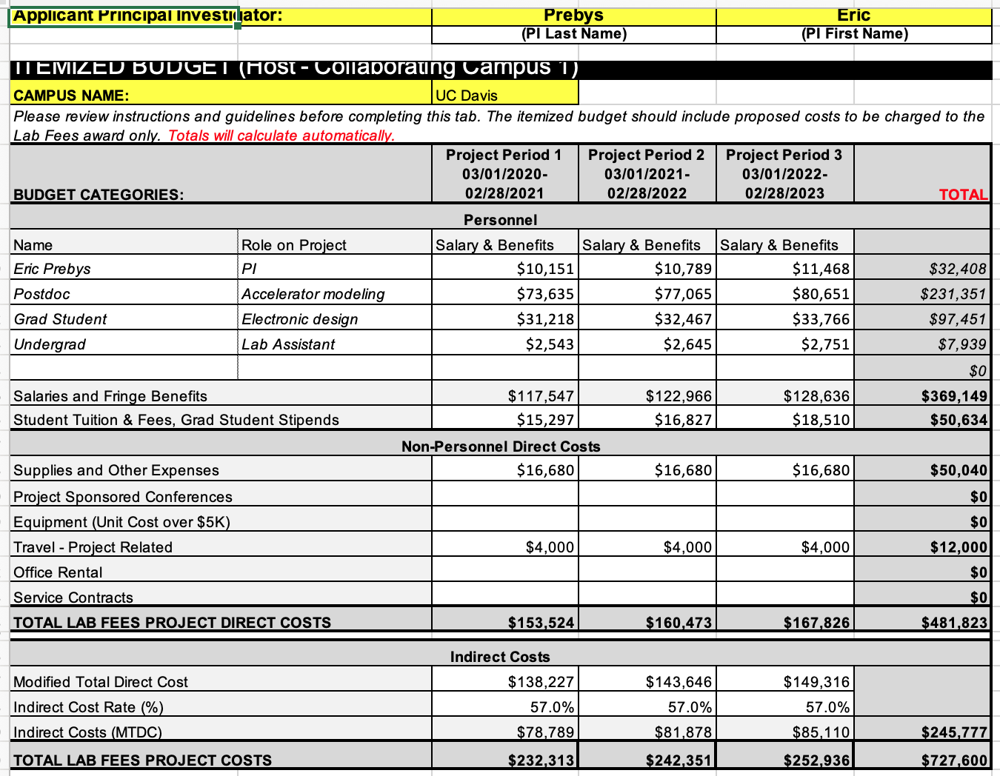 Applicant Principal Investigator: Prebys Eric
(PI Last Name) (PI First Name)
ITEMIZED BUDGET (Host - Collaborating Campus 1)
CAMPUS NAME: UC Davis
Please review instructions and guidelines before completing this tab. The itemized budget should include proposed costs to be charged to the
Lab Fees award only. Totals will calculate automatically.
Project Period 1 Project Period 2 Project Period 3
03/01/2020- 03/01/2021- 03/01/2022-
BUDGET CATEGORIES: 02/28/2021 02/28/2022 02/28/2023 TOTAL
Personnel
Name Role on Project Salary & Benefits Salary & Benefits Salary & Benefits
Eric Prebys PI $10,151 $10,789 $11,468 $32,408
Postdoc Accelerator modeling $73,635 $77,065 $80,651 $231,351
Grad Student Electronic design $31,218 $32,467 $33,766 $97,451
Undergrad Lab Assistant $2,543 $2,645 $2,751 $7,939
$0
Salaries and Fringe Benefits $117,547 $122,966 $128,636 $369,149
Student Tuition & Fees, Grad Student Stipends $15,297 $16,827 $18,510 $50,634
Non-Personnel Direct Costs
Supplies and Other Expenses $16,680 $16,680 $16,680 $50,040
Project Sponsored Conferences $0
Equipment (Unit Cost over $5K) $0
Travel - Project Related $4,000 $4,000 $4,000 $12,000
Office Rental $0
Service Contracts $0
TOTAL LAB FEES PROJECT DIRECT COSTS $153,524 $160,473 $167,826 $481,823
Indirect Costs
Modified Total Direct Cost $138,227 $143,646 $149,316
Indirect Cost Rate (%) 57.0% 57.0% 57.0%
Indirect Costs (MTDC) $78,789 $81,878 $85,110 $245,777
TOTAL LAB FEES PROJECT COSTS $232,313 $242,351 $252,936 $727,600